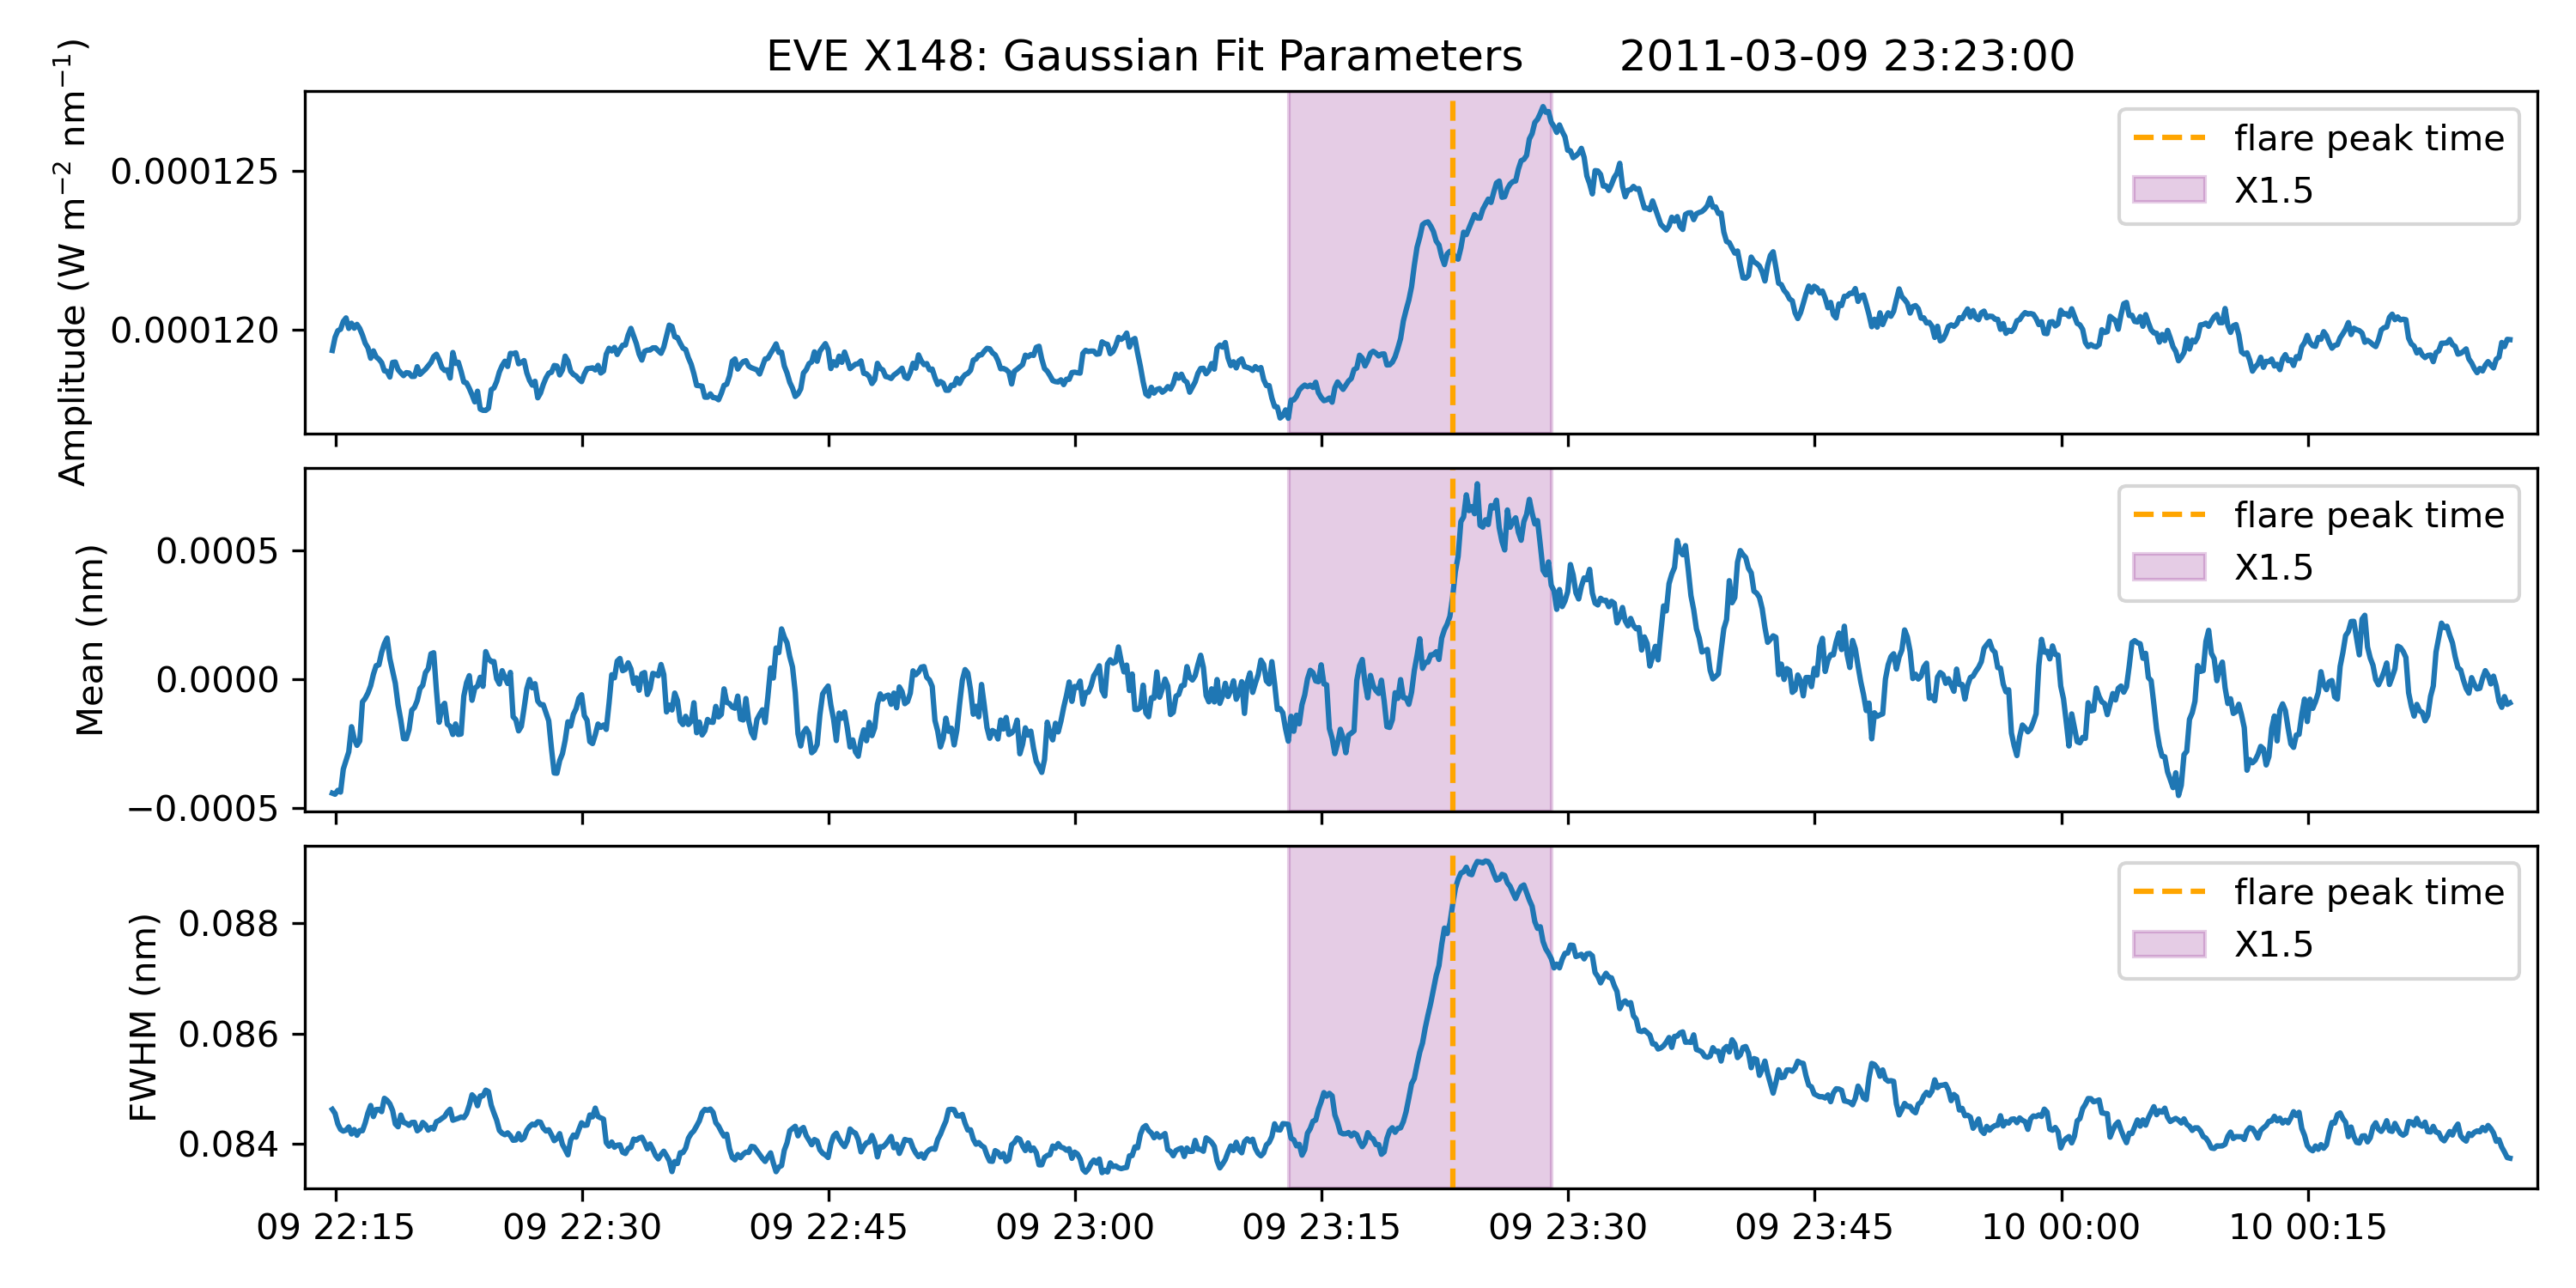 EVE X148: Gaussian Fit Parameters 2011-03-09 23:23:00
Amplitude (W m⁻² nm⁻¹)
0.000125
0.000120
flare peak time
X1.5
Mean (nm)
0.0005
0.0000
−0.0005
flare peak time
X1.5
FWHM (nm)
0.088
0.086
0.084
flare peak time
X1.5
09 22:15 09 22:30 09 22:45 09 23:00 09 23:15 09 23:30 09 23:45 10 00:00 10 00:15